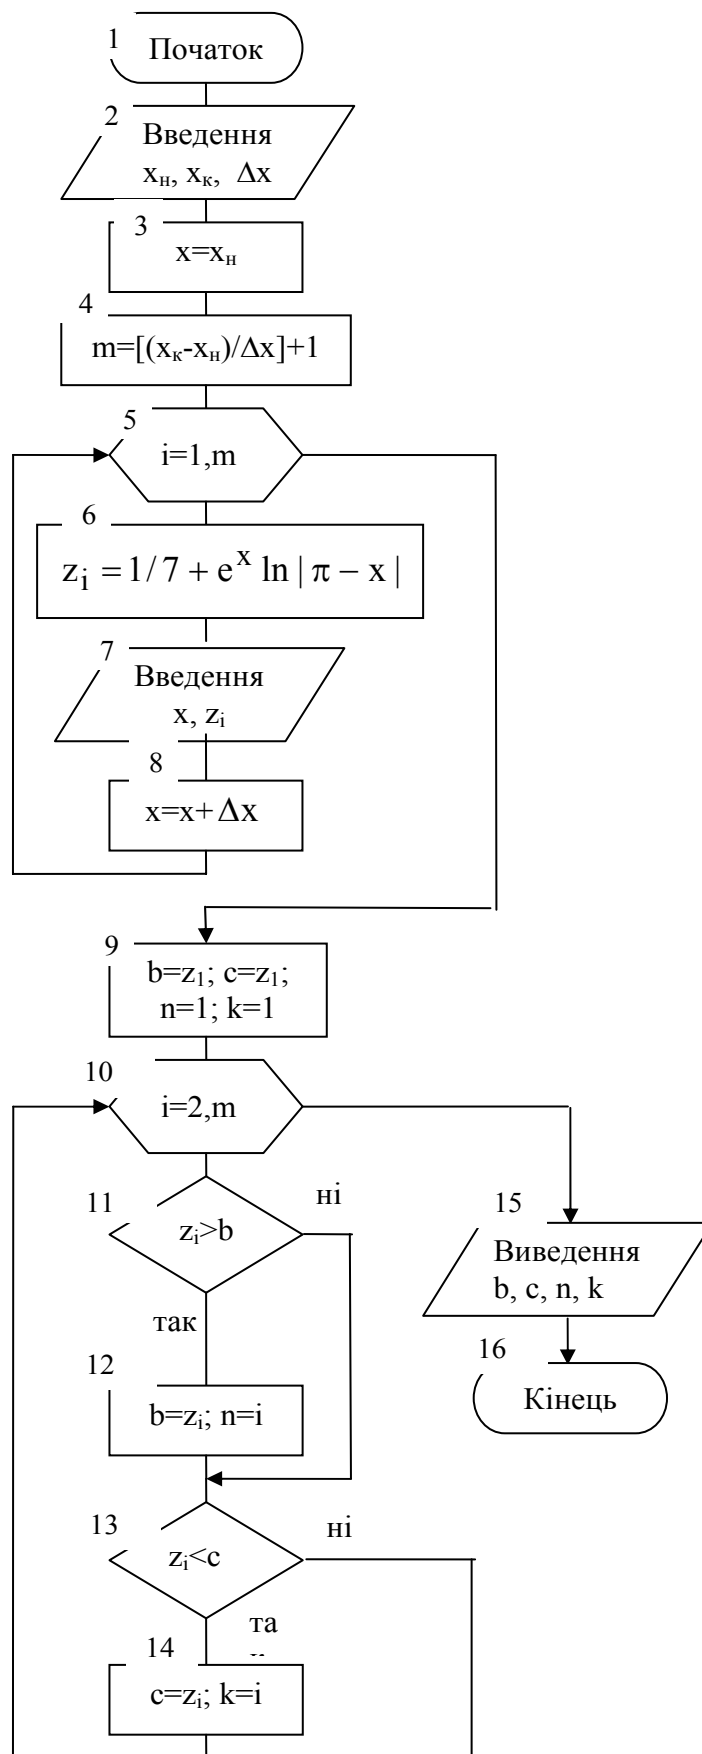 1
Початок
2
Введення
xн, xк, Δx
3
x=xн
4
m=[(xк-xн)/Δx]+1
5
i=1,m
6
zi = 1/7 + e^x ln | π − x |
7
Введення
x, zi
8
x=x+Δx
9
b=z1; c=z1;
n=1; k=1
10
i=2,m
11
zi>b
ні
так
12
b=zi; n=i
13
zi<c
ні
та
14
c=zi; k=i
15
Виведення
b, c, n, k
16
Кінець